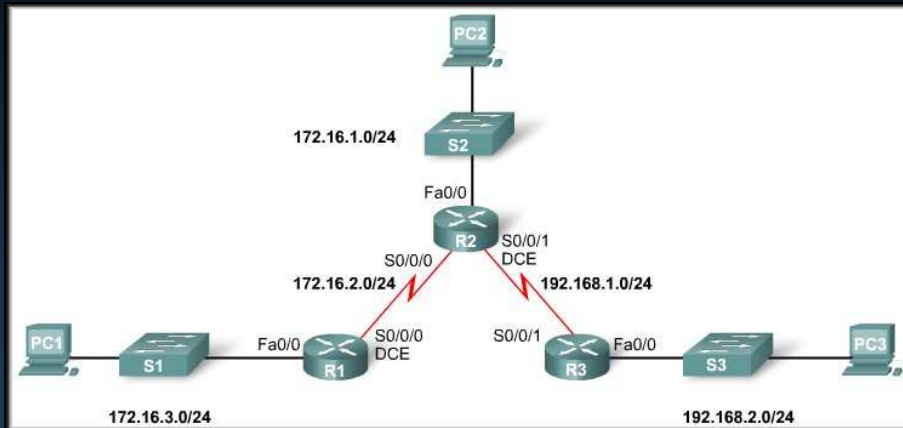 PC2
172.16.1.0/24
S2
Fa0/0
R2
S0/0/1
DCE
S0/0/0
172.16.2.0/24
192.168.1.0/24
PC1
S1
Fa0/0
R1
S0/0/0
DCE
S0/0/1
R3
Fa0/0
S3
PC3
172.16.3.0/24
192.168.2.0/24